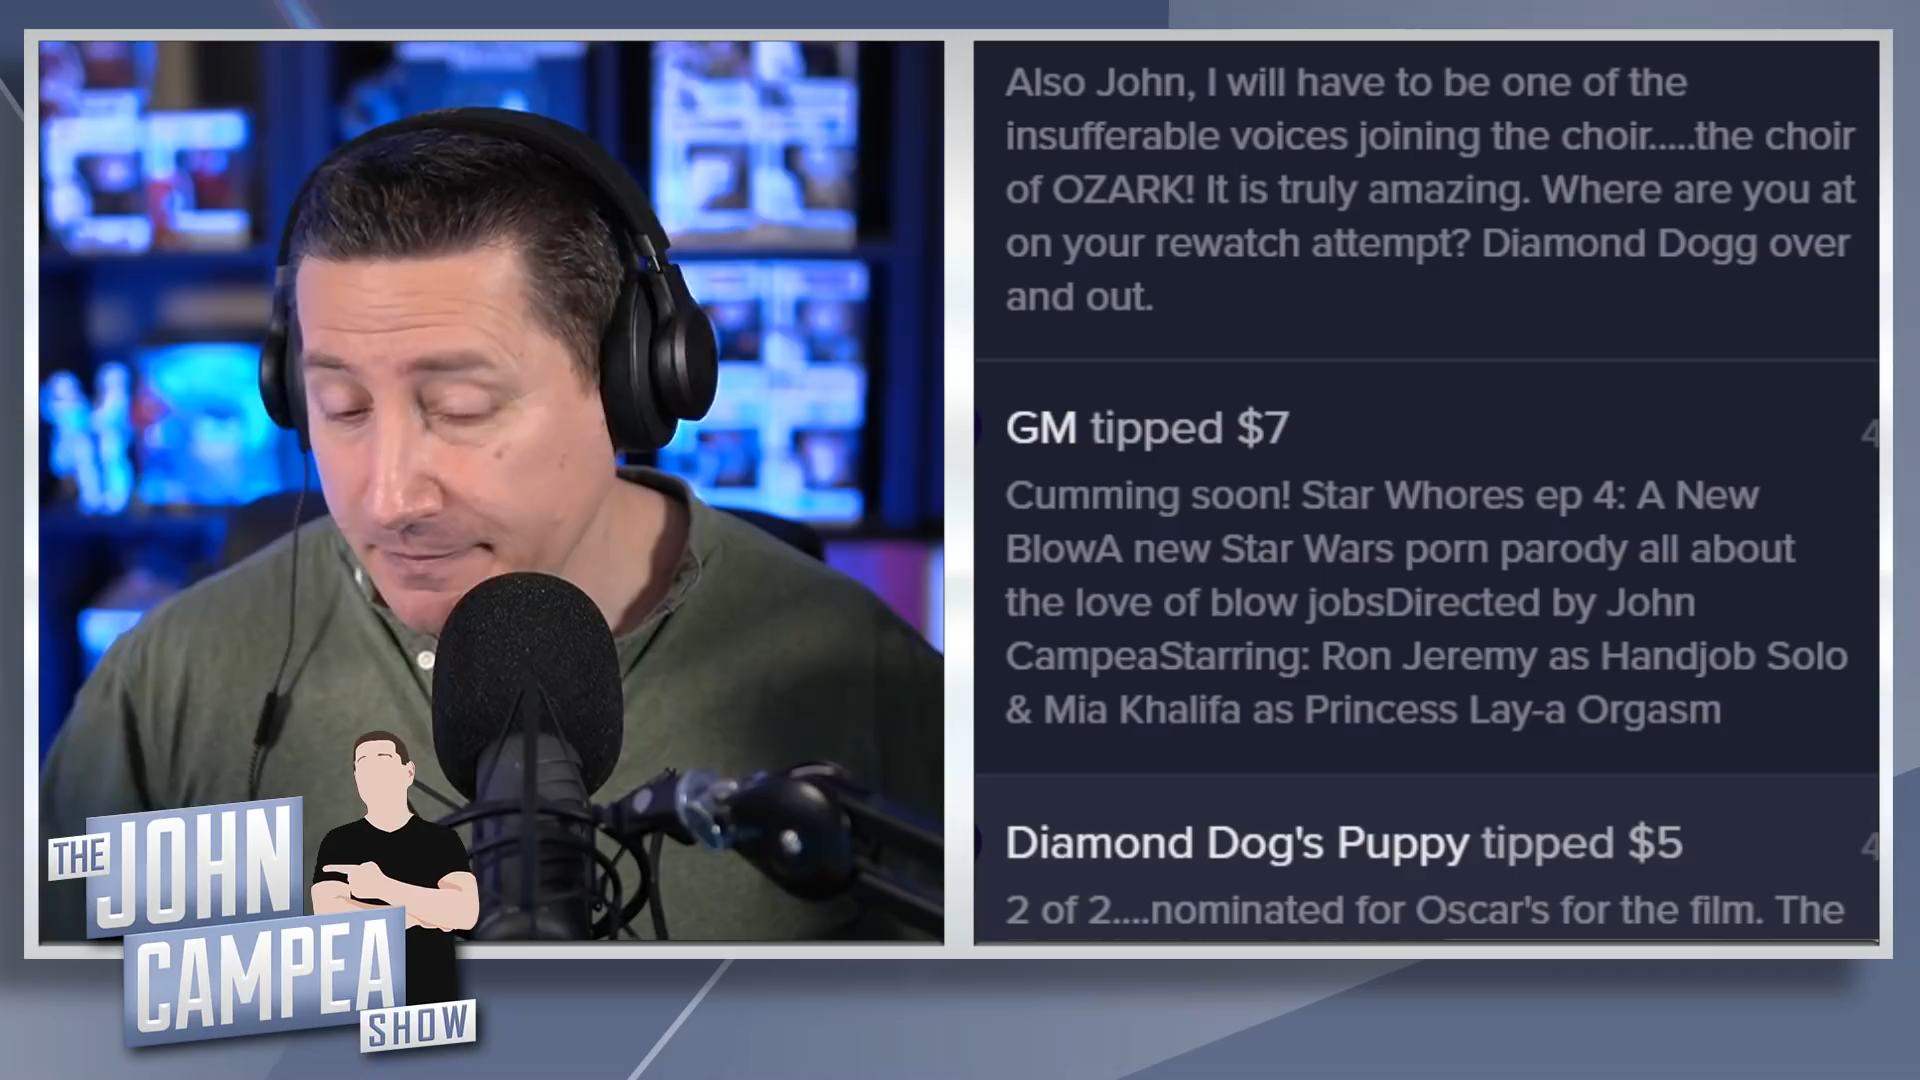 Also John, I will have to be one of the
insufferable voices joining the choir.....the choir
of OZARK! It is truly amazing. Where are you at
on your rewatch attempt? Diamond Dogg over
and out.
GM tipped $7
4
Cumming soon! Star Whores ep 4: A New
BlowA new Star Wars porn parody all about
the love of blow jobsDirected by John
CampeaStarring: Ron Jeremy as Handjob Solo
& Mia Khalifa as Princess Lay-a Orgasm
Diamond Dog's Puppy tipped $5
4
2 of 2....nominated for Oscar's for the film. The
THE
JOHN
CAMPEA
SHOW